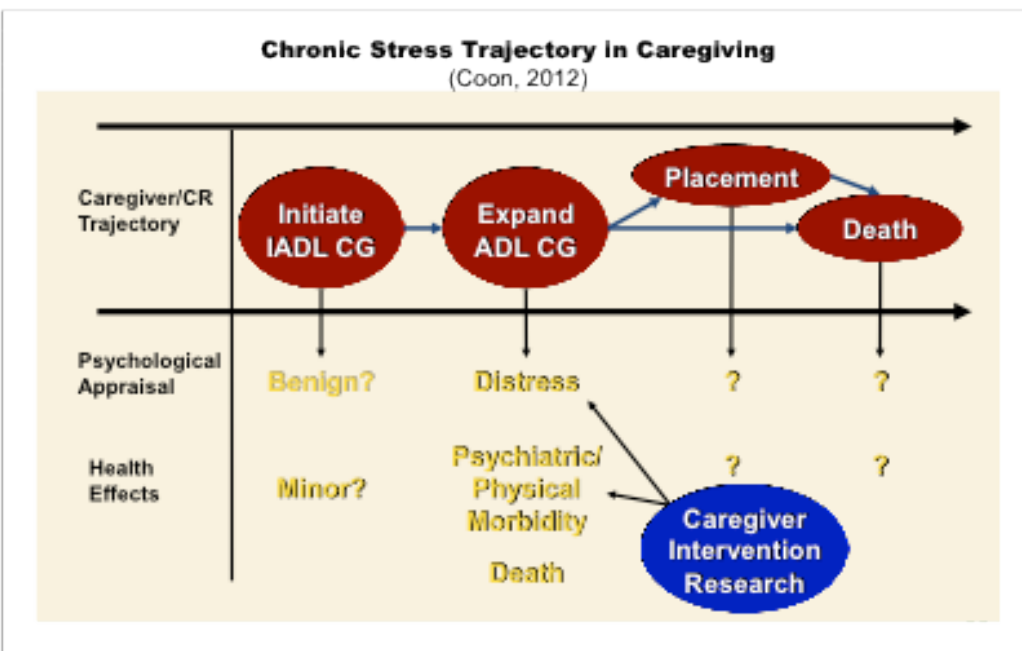 Chronic Stress Trajectory in Caregiving
(Coon, 2012)
Caregiver/CR
Trajectory
Initiate
IADL CG
Expand
ADL CG
Placement
Death
Psychological
Appraisal
Benign?
Distress
?
?
Health
Effects
Minor?
Psychiatric/
Physical
Morbidity
Death
?
?
Caregiver
Intervention
Research